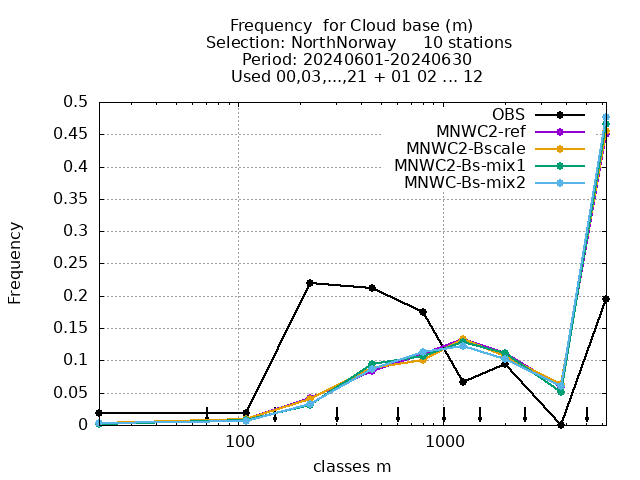 Frequency  for Cloud base (m)
Selection: NorthNorway     10 stations
Period: 20240601-20240630
Used 00,03,...,21 + 01 02 ... 12
0.5
0.45
0.4
0.35
0.3
0.25
0.2
0.15
0.1
0.05
0
Frequency
OBS
MNWC2-ref
MNWC2-Bscale
MNWC2-Bs-mix1
MNWC-Bs-mix2
100 1000
classes m